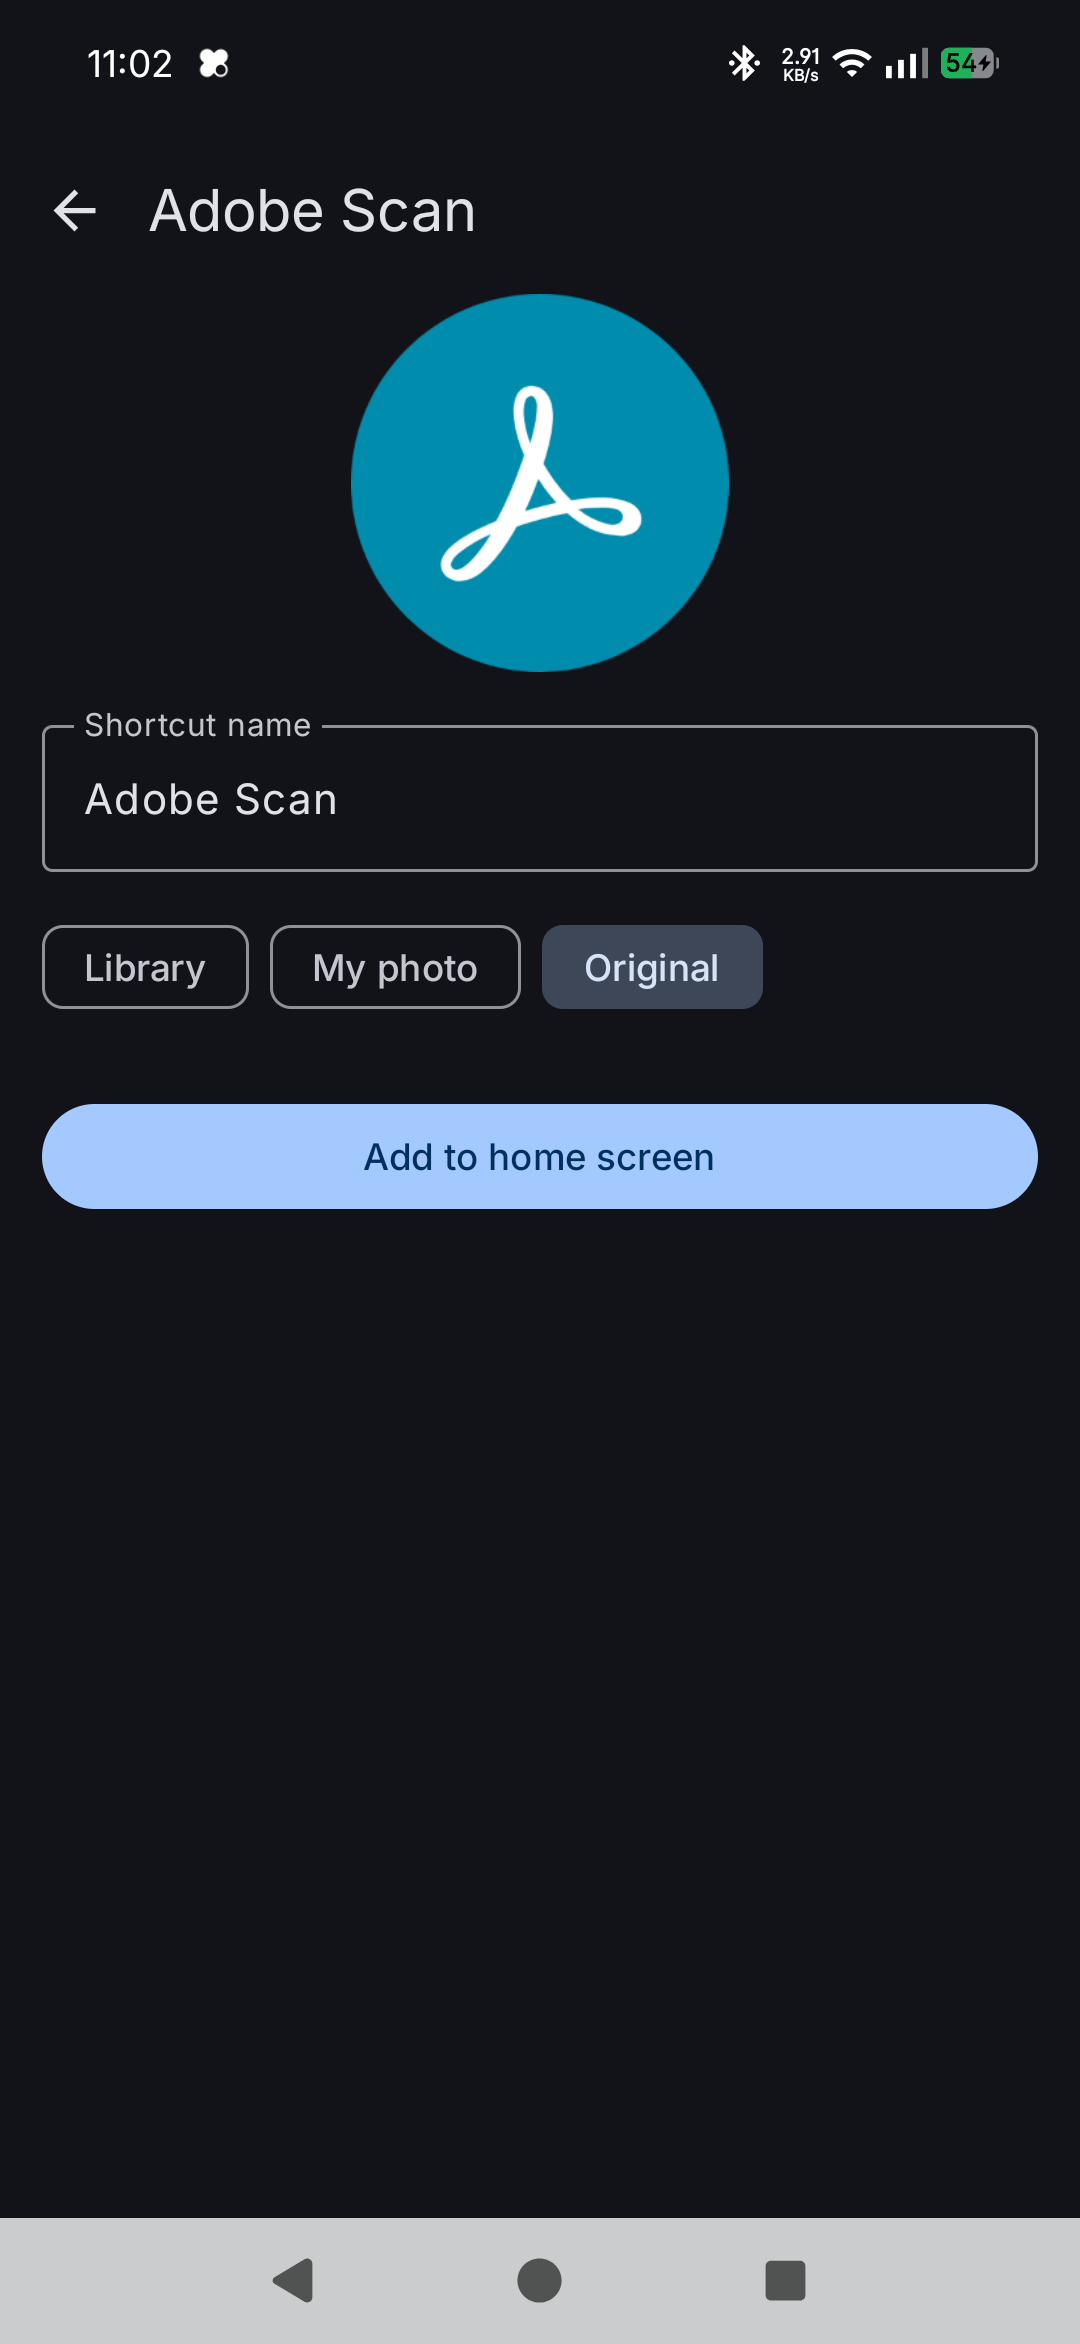 11:02
2.91
KB/s
54
Adobe Scan
Shortcut name
Adobe Scan
Library
My photo
Original
Add to home screen